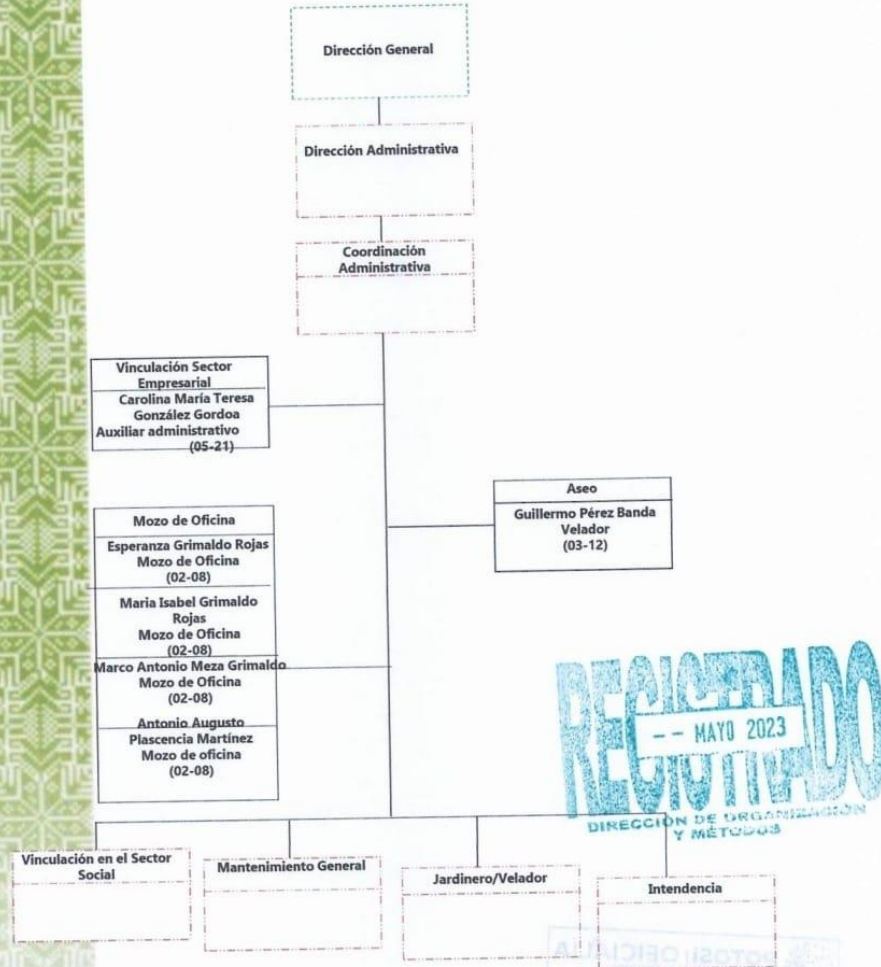 Dirección General
Dirección Administrativa
Coordinación
Administrativa
Vinculación Sector
Empresarial
Carolina María Teresa
González Gordoa
Auxiliar administrativo
(05-21)
Aseo
Guillermo Pérez Banda
Velador
(03-12)
Mozo de Oficina
Esperanza Grimaldo Rojas
Mozo de Oficina
(02-08)
Maria Isabel Grimaldo
Rojas
Mozo de Oficina
(02-08)
Marco Antonio Meza Grimaldo
Mozo de Oficina
(02-08)
Antonio Augusto
Plascencia Martínez
Mozo de oficina
(02-08)
REGISTRADO
-- MAYO 2023
DIRECCIÓN DE ORGANIZACIÓN
Y MÉTODOS
Vinculación en el Sector
Social
Mantenimiento General
Jardinero/Velador
Intendencia
POTOSÍ OFICIALÍA